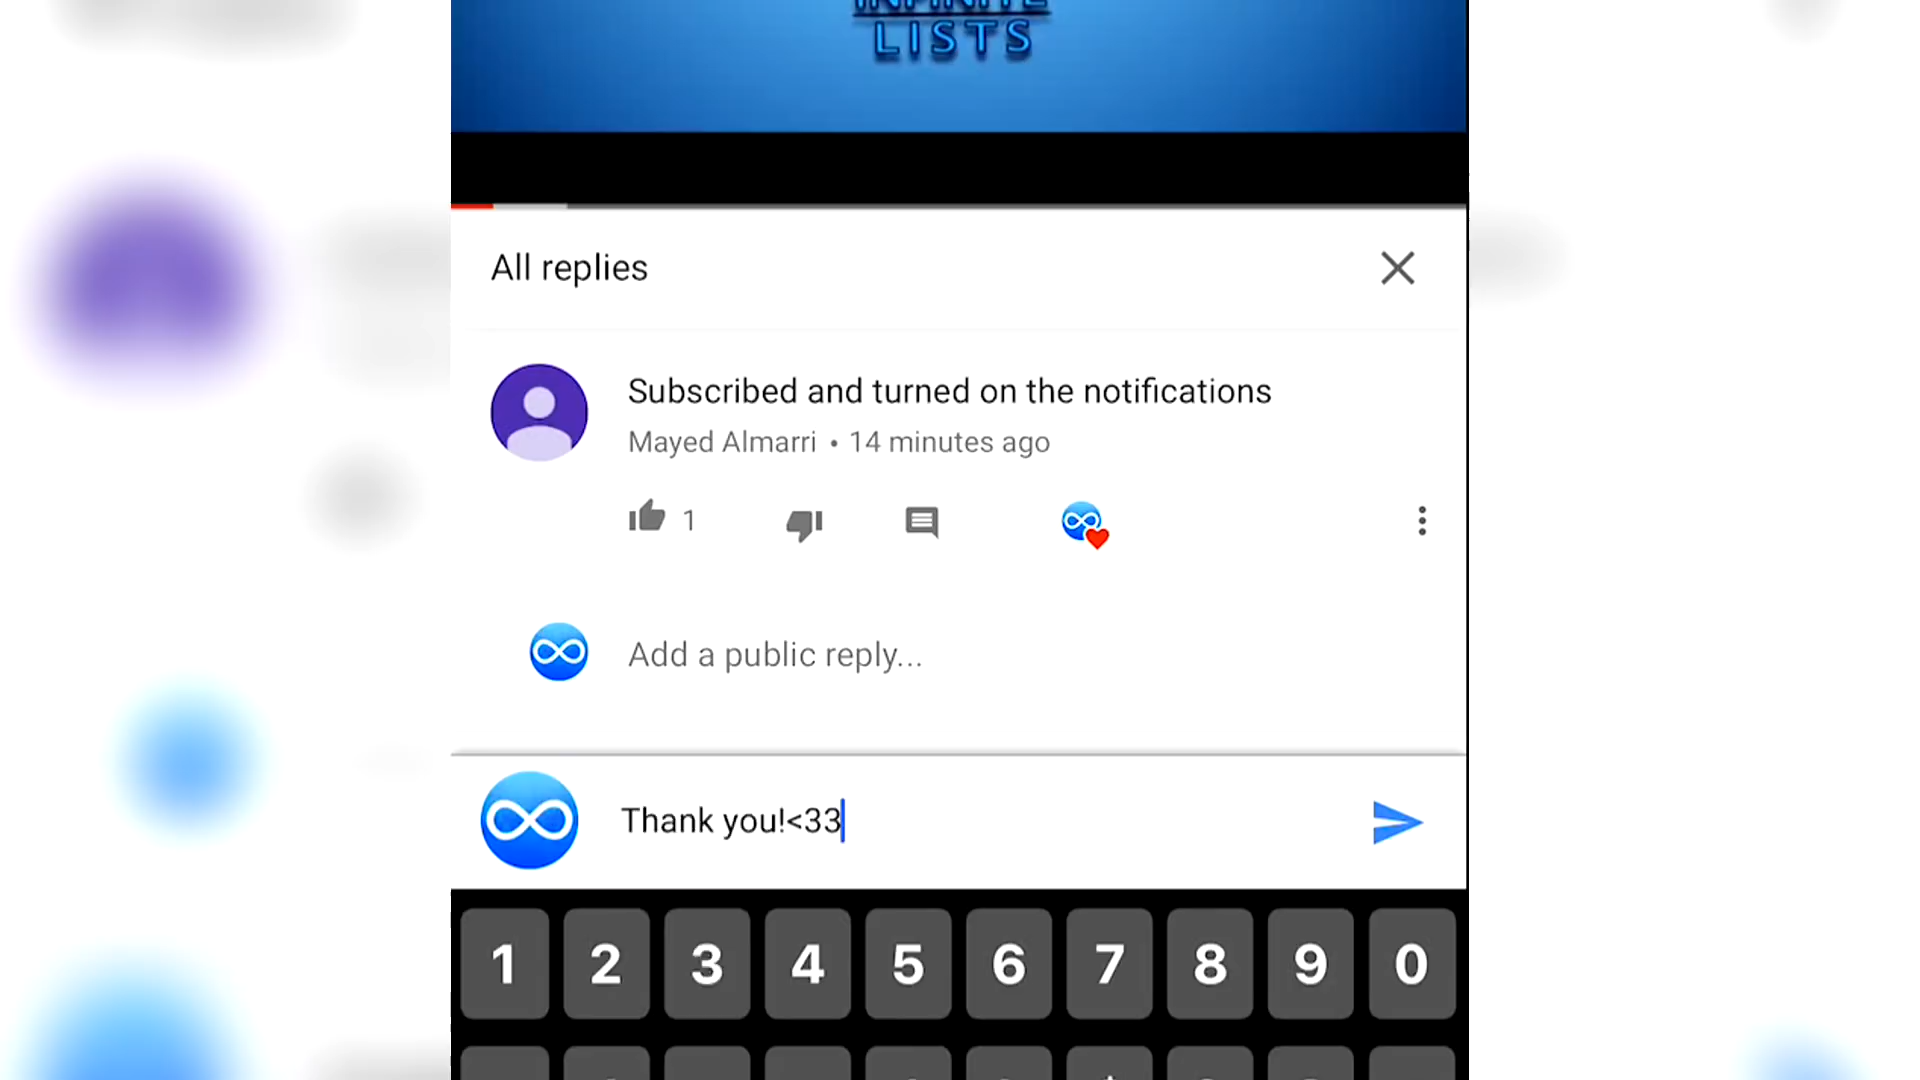 INFINITE
LISTS
All replies
Subscribed and turned on the notifications
Mayed Almarri • 14 minutes ago
1
Add a public reply...
Thank you!<33
1 2 3 4 5 6 7 8 9 0